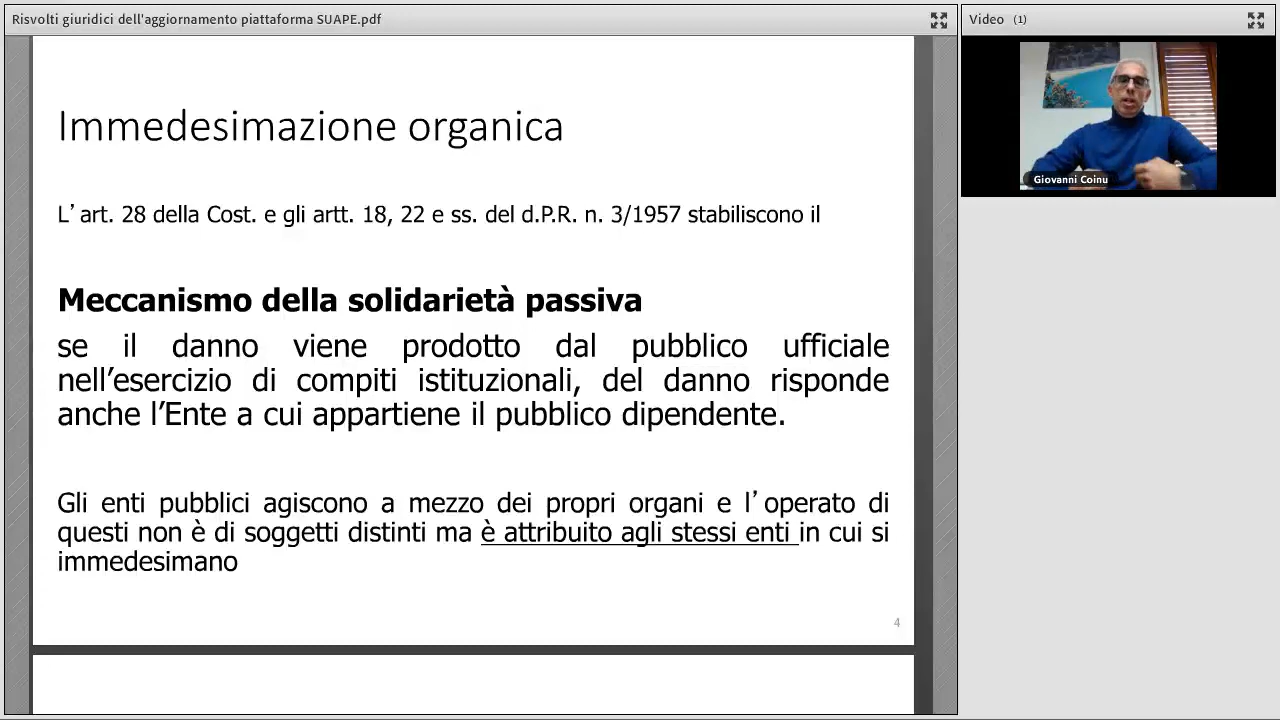 Risvolti giuridici dell'aggiornamento piattaforma SUAPE.pdf
Video (1)
Giovanni Coinu
Immedesimazione organica
L’art. 28 della Cost. e gli artt. 18, 22 e ss. del d.P.R. n. 3/1957 stabiliscono il
Meccanismo della solidarietà passiva
se il danno viene prodotto dal pubblico ufficiale
nell’esercizio di compiti istituzionali, del danno risponde
anche l’Ente a cui appartiene il pubblico dipendente.
Gli enti pubblici agiscono a mezzo dei propri organi e l’operato di
questi non è di soggetti distinti ma è attribuito agli stessi enti in cui si
immedesimano
4